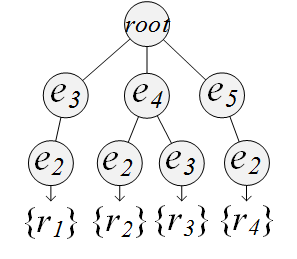 root
e3 e4 e5
e2 e2 e3 e2
{r1} {r2} {r3} {r4}